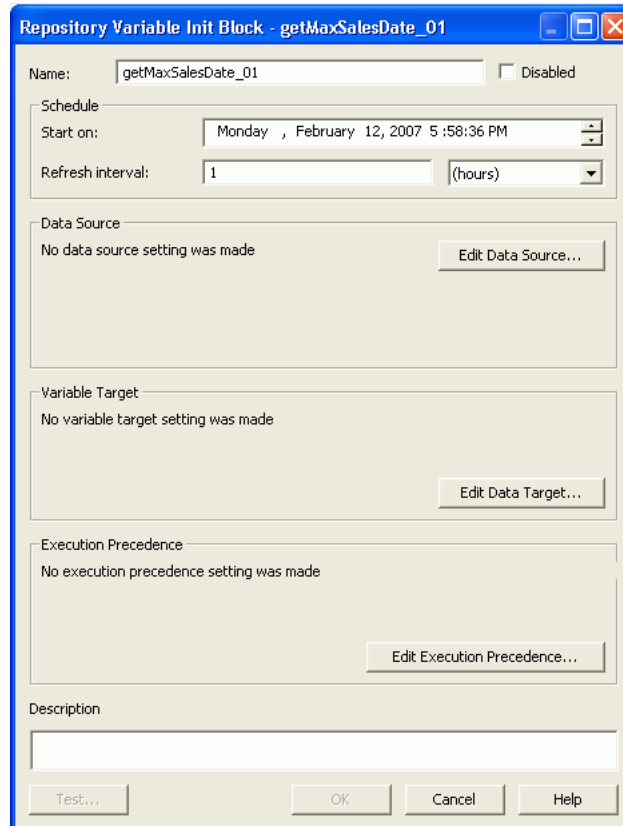 Repository Variable Init Block - getMaxSalesDate_01
Name: getMaxSalesDate_01 Disabled
Schedule
Start on: Monday , February 12, 2007 5 :58:36 PM
Refresh interval: 1 (hours)
Data Source
No data source setting was made
Edit Data Source...
Variable Target
No variable target setting was made
Edit Data Target...
Execution Precedence
No execution precedence setting was made
Edit Execution Precedence...
Description
Test... OK Cancel Help